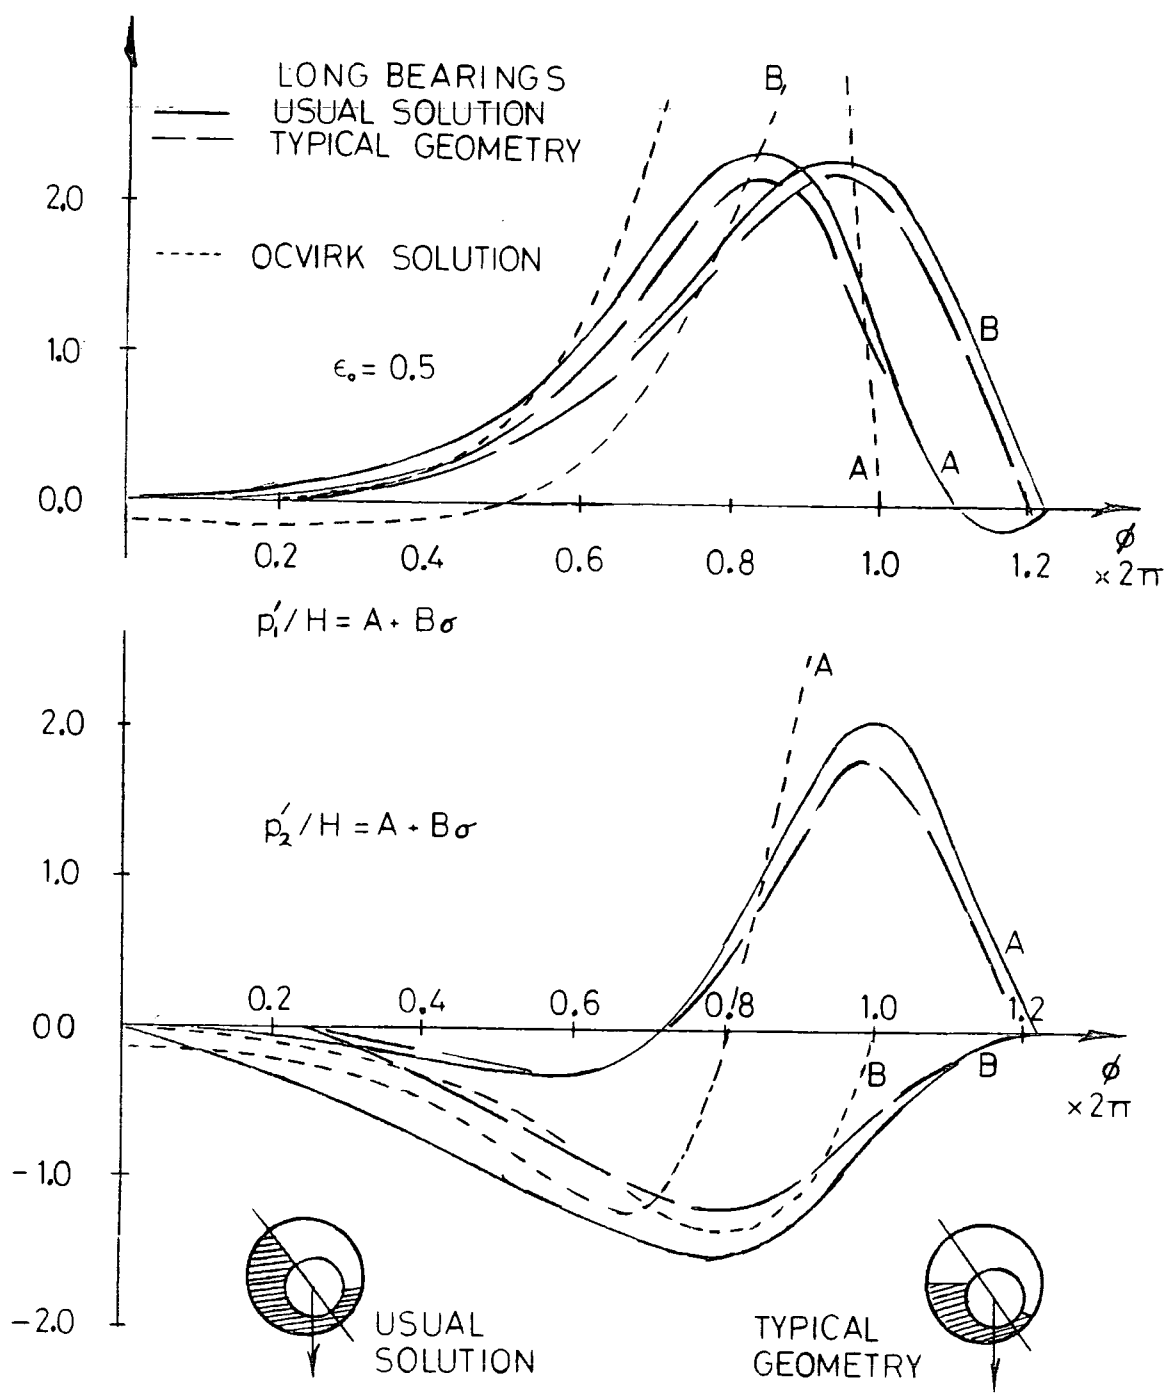 LONG BEARINGS
USUAL SOLUTION
TYPICAL GEOMETRY
OCVIRK SOLUTION
B,
2.0
1.0
0.0
ϵ₀ = 0.5
B
A
A
0.2
0.4
0.6
0.8
1.0
1.2
φ
× 2π
p₁′/H = A + Bσ
A
2.0
p₂′/H = A + Bσ
1.0
A
0.2
0.4
0.6
0.8
1.0
1.2
0.0
B
B
φ
× 2π
-1.0
-2.0
USUAL
SOLUTION
TYPICAL
GEOMETRY